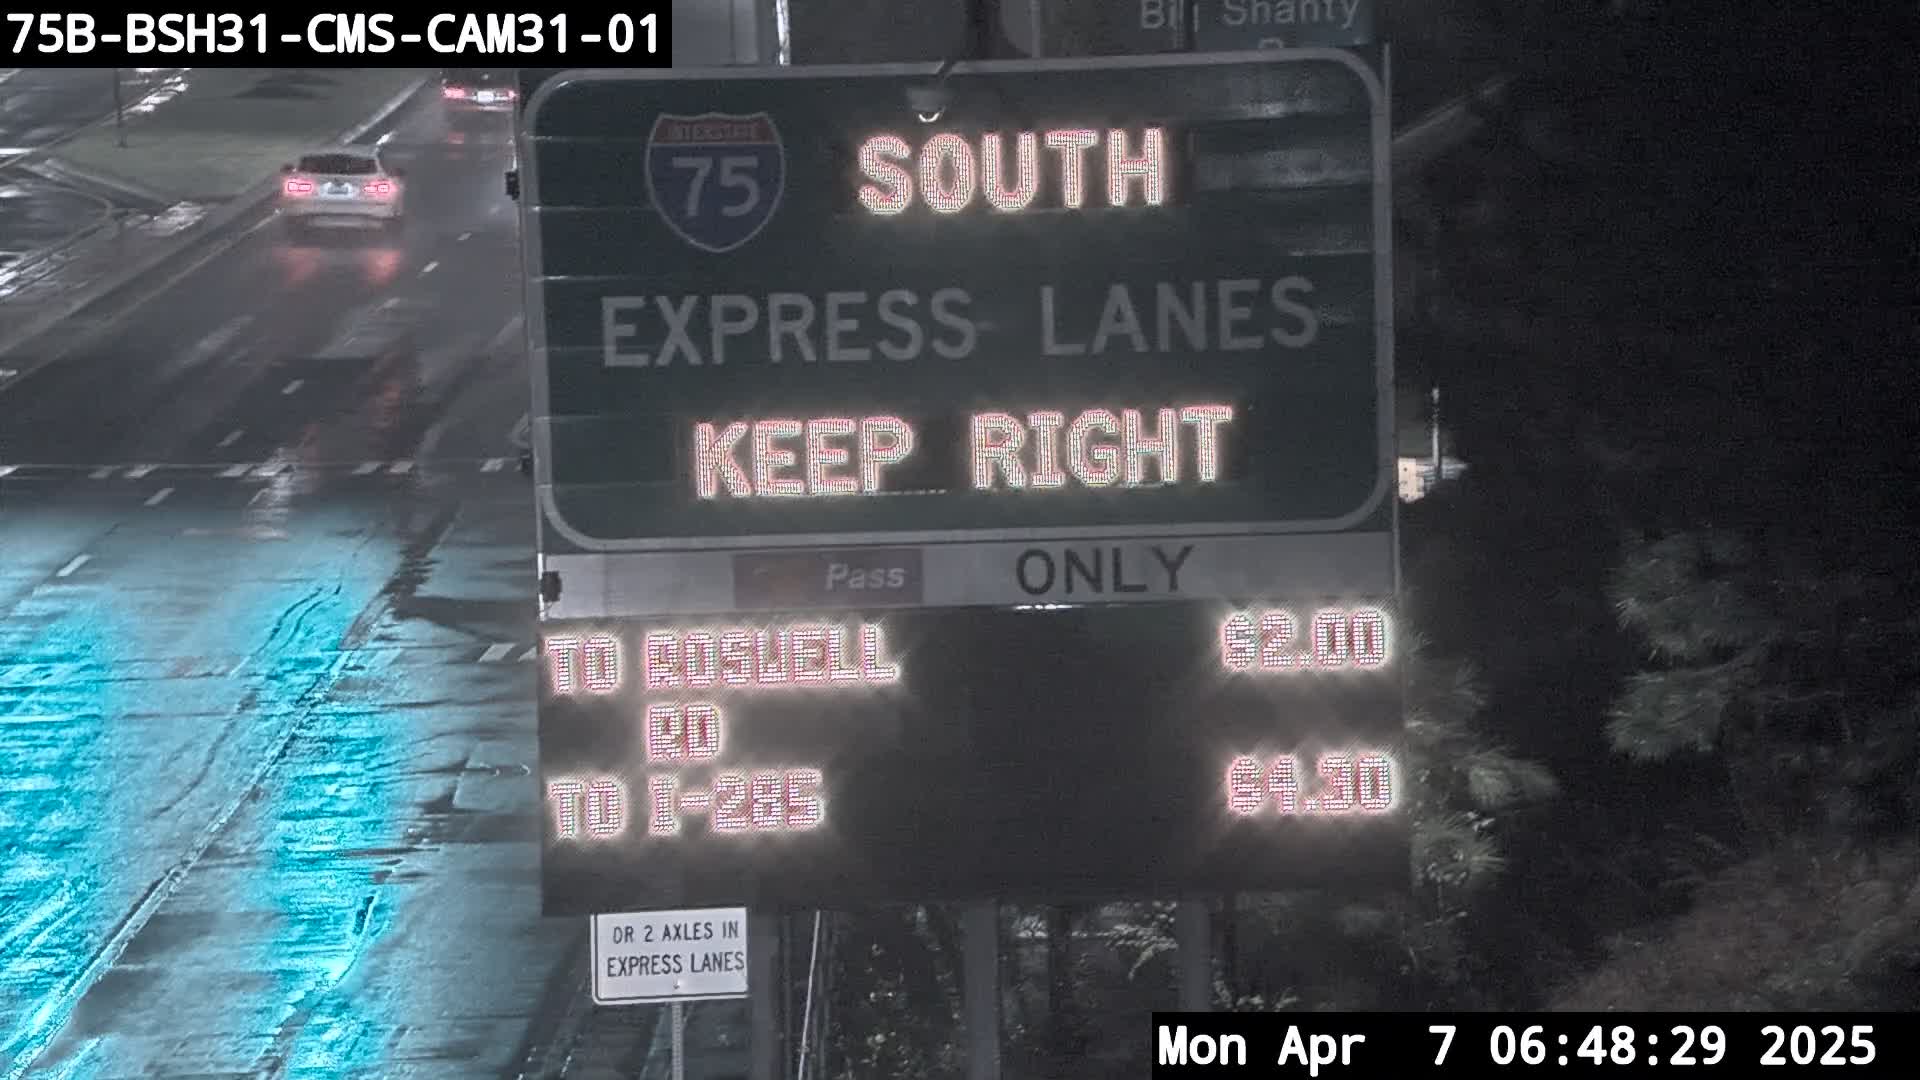 75B-BSH31-CMS-CAM31-01
Shanty
INTERSTATE
75
SOUTH
EXPRESS LANES
KEEP RIGHT
Pass ONLY
TO ROSWELL $2.00
RD
TO I-285 $4.30
OR 2 AXLES IN
EXPRESS LANES
Mon Apr 7 06:48:29 2025